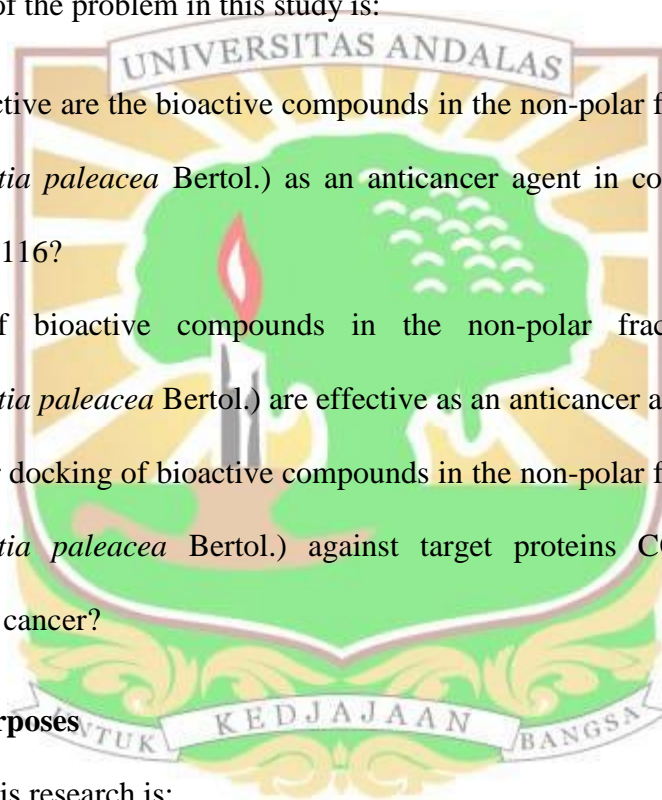 of the problem in this study is:
UNIVERSITAS ANDALAS
ctive are the bioactive compounds in the non-polar f
tia paleacea Bertol.) as an anticancer agent in co
116?
f bioactive compounds in the non-polar frac
tia paleacea Bertol.) are effective as an anticancer a
r docking of bioactive compounds in the non-polar f
tia paleacea Bertol.) against target proteins CO
cancer?
rposes
UNTUK KEDJAJAAN BANGSA
is research is: